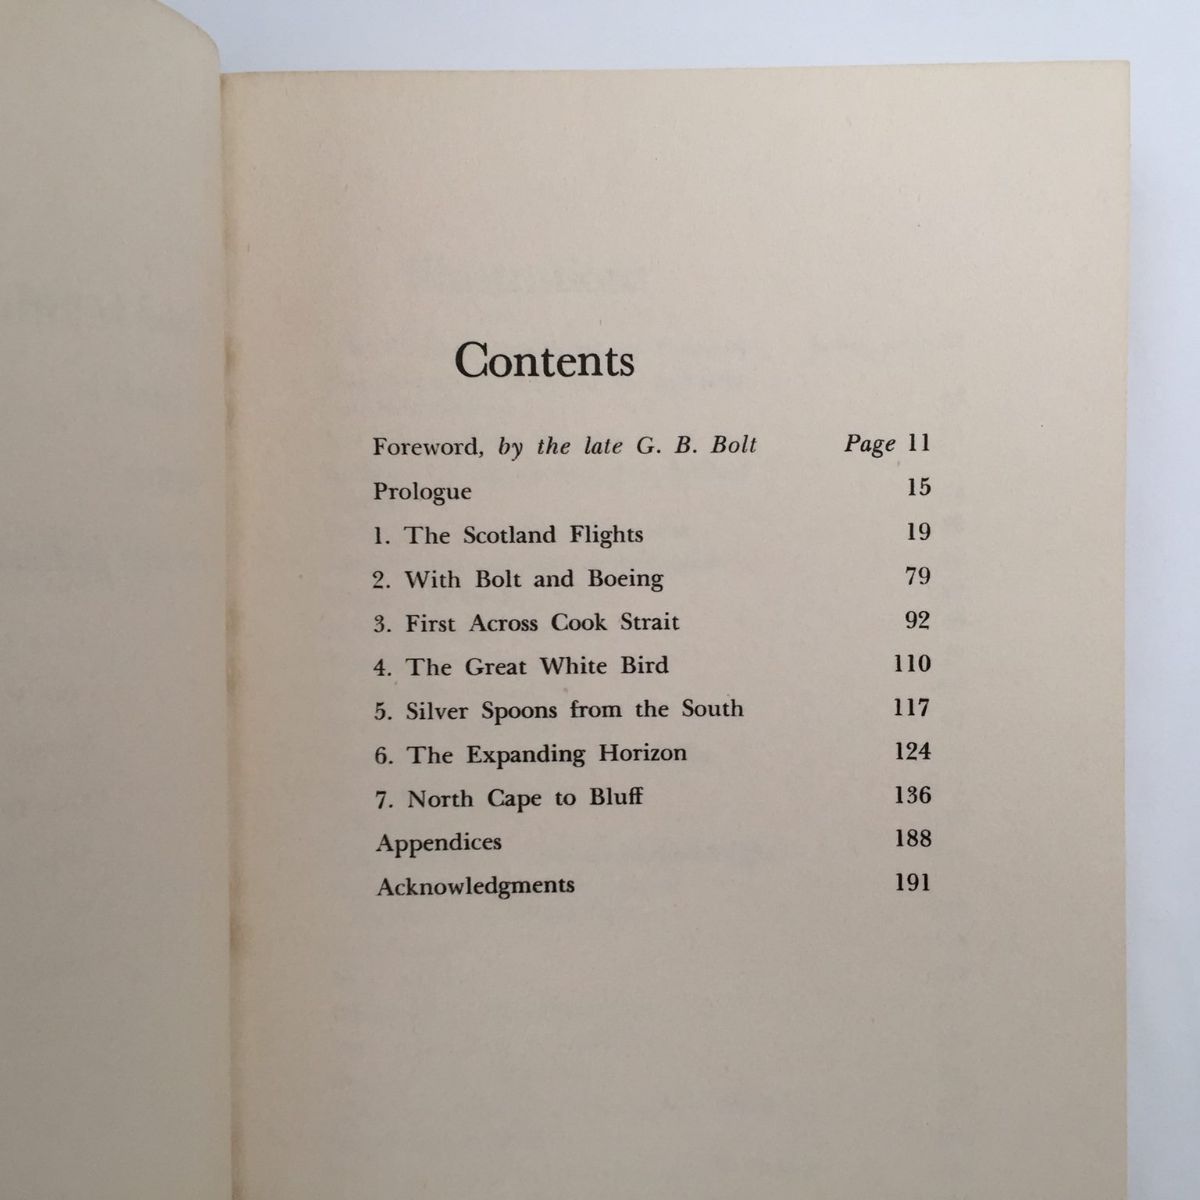 Contents
Foreword, by the late G. B. Bolt Page 11
Prologue 15
1. The Scotland Flights 19
2. With Bolt and Boeing 79
3. First Across Cook Strait 92
4. The Great White Bird 110
5. Silver Spoons from the South 117
6. The Expanding Horizon 124
7. North Cape to Bluff 136
Appendices 188
Acknowledgments 191